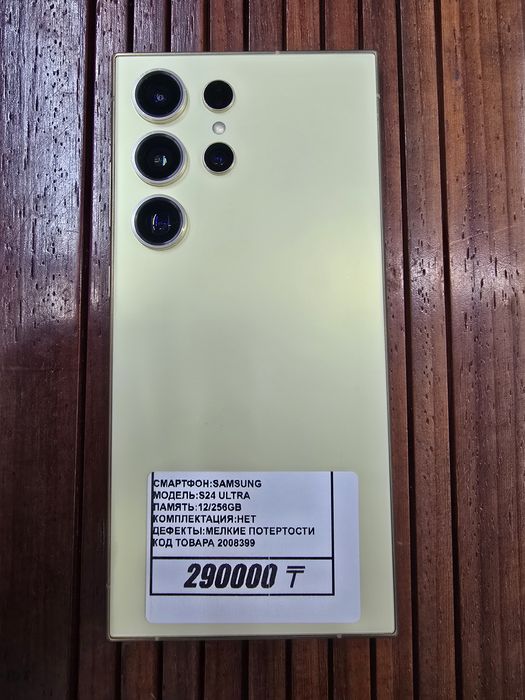 СМАРТФОН:SAMSUNG
МОДЕЛЬ:S24 ULTRA
ПАМЯТЬ:12/256GB
КОМПЛЕКТАЦИЯ:НЕТ
ДЕФЕКТЫ:МЕЛКИЕ ПОТЕРТОСТИ
КОД ТОВАРА 2008399
290000 ₸